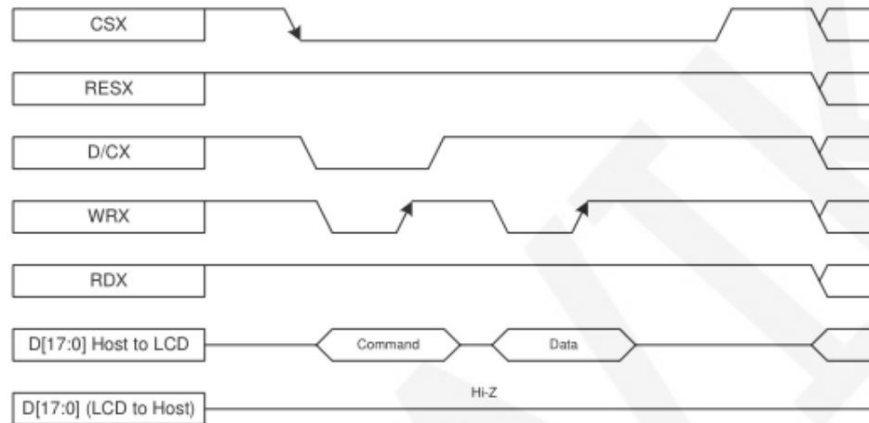 CSX
RESX
D/CX
WRX
RDX
D[17:0] Host to LCD
Command
Data
Hi-Z
D[17:0] (LCD to Host)